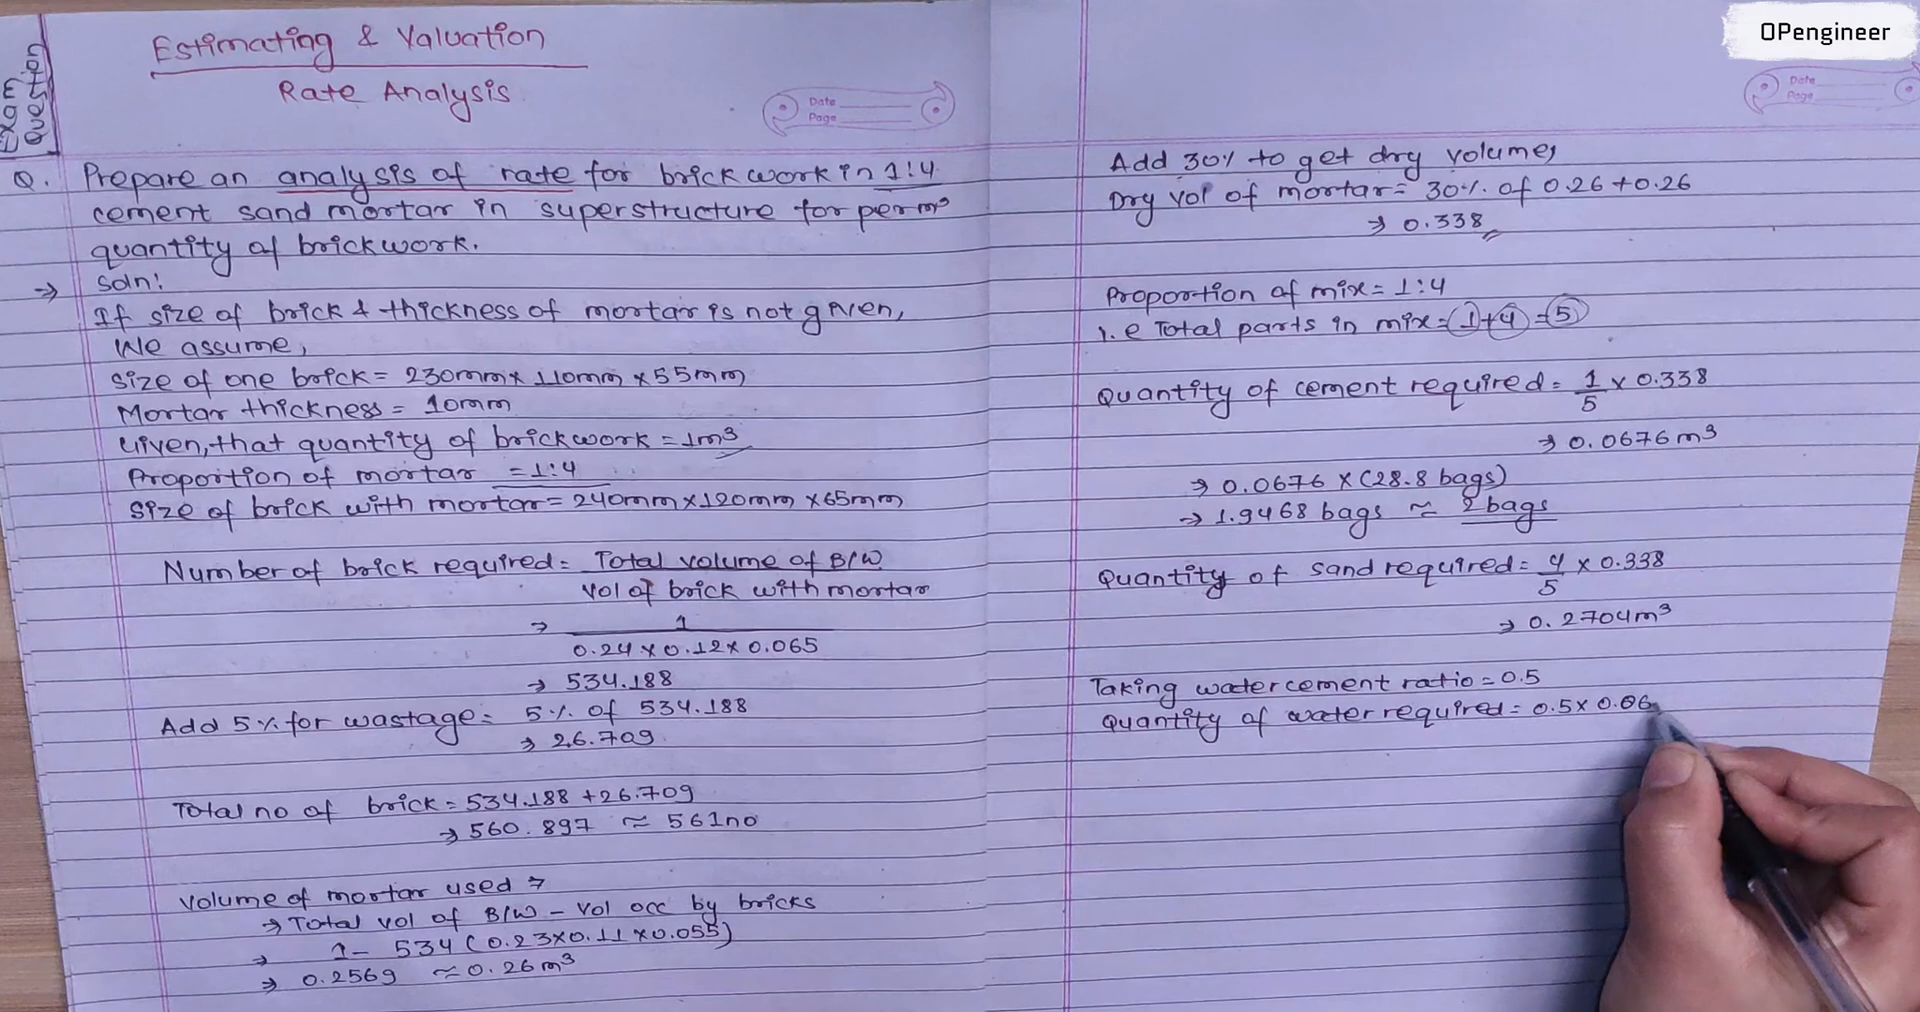 OPengineer
Exam Question
Estimating & Valuation
Rate Analysis
Date
Page
Q. Prepare an analysis of rate for brickwork in 1:4
cement sand mortar in superstructure for per m³
quantity of brickwork.
→ Soln:
If size of brick & thickness of mortar is not given,
We assume,
Size of one brick = 230mm × 110mm × 55mm
Mortar thickness = 10mm
Given, that quantity of brickwork = 1m³
Proportion of mortar = 1:4
Size of brick with mortar = 240mm × 120mm × 65mm
Number of brick required = Total volume of B/W
Vol of brick with mortar
→ 1
0.24 × 0.12 × 0.065
→ 534.188
Add 5% for wastage = 5% of 534.188
→ 26.709
Total no of brick = 534.188 + 26.709
→ 560.897 ≈ 561no
Volume of mortar used →
→ Total vol of B/W - Vol occ by bricks
→ 1 - 534 (0.23×0.11×0.055)
→ 0.2569 ≈ 0.26m³
Date
Page
Add 30% to get dry volume,
Dry vol of mortar = 30% of 0.26 + 0.26
→ 0.338
Proportion of mix = 1:4
i.e Total parts in mix = (1+4) = 5
Quantity of cement required = 1/5 × 0.338
→ 0.0676m³
→ 0.0676 × (28.8 bags)
→ 1.9468 bags ≈ 2 bags
Quantity of sand required = 4/5 × 0.338
→ 0.2704m³
Taking water cement ratio = 0.5
Quantity of water required = 0.5 × 0.06